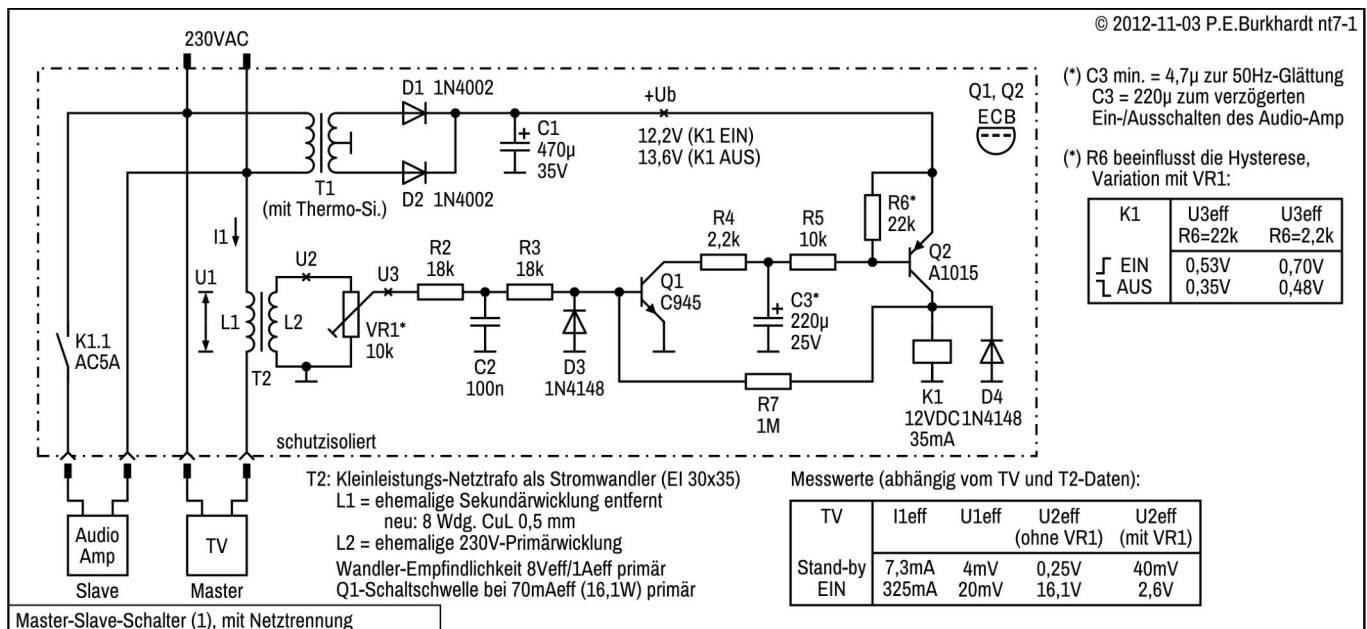 © 2012-11-03 P.E.Burkhardt nt7-1
230VAC
D1 1N4002
D2 1N4002
T1
(mit Thermo-Si.)
+
C1
470µ
35V
+Ub
12,2V (K1 EIN)
13,6V (K1 AUS)
Q1, Q2
ECB
(*) C3 min. = 4,7µ zur 50Hz-Glättung
C3 = 220µ zum verzögerten
Ein-/Ausschalten des Audio-Amp
(*) R6 beeinflusst die Hysterese,
Variation mit VR1:
K1 U3eff U3eff
R6=22k R6=2,2k
EIN 0,53V 0,70V
AUS 0,35V 0,48V
I1
U1
L1
L2
T2
U2
U3
VR1*
10k
R2
18k
R3
18k
C2
100n
D3
1N4148
Q1
C945
R4
2,2k
R5
10k
+
C3*
220µ
25V
R6*
22k
Q2
A1015
R7
1M
K1
12VDC
35mA
D4
1N4148
K1.1
AC5A
schutzisoliert
Audio
Amp
Slave
TV
Master
T2: Kleinleistungs-Netztrafo als Stromwandler (EI 30x35)
L1 = ehemalige Sekundärwicklung entfernt
neu: 8 Wdg. CuL 0,5 mm
L2 = ehemalige 230V-Primärwicklung
Wandler-Empfindlichkeit 8Veff/1Aeff primär
Q1-Schaltschwelle bei 70mAeff (16,1W) primär
Messwerte (abhängig vom TV und T2-Daten):
TV I1eff U1eff U2eff U2eff
(ohne VR1) (mit VR1)
Stand-by 7,3mA 4mV 0,25V 40mV
EIN 325mA 20mV 16,1V 2,6V
Master-Slave-Schalter (1), mit Netztrennung